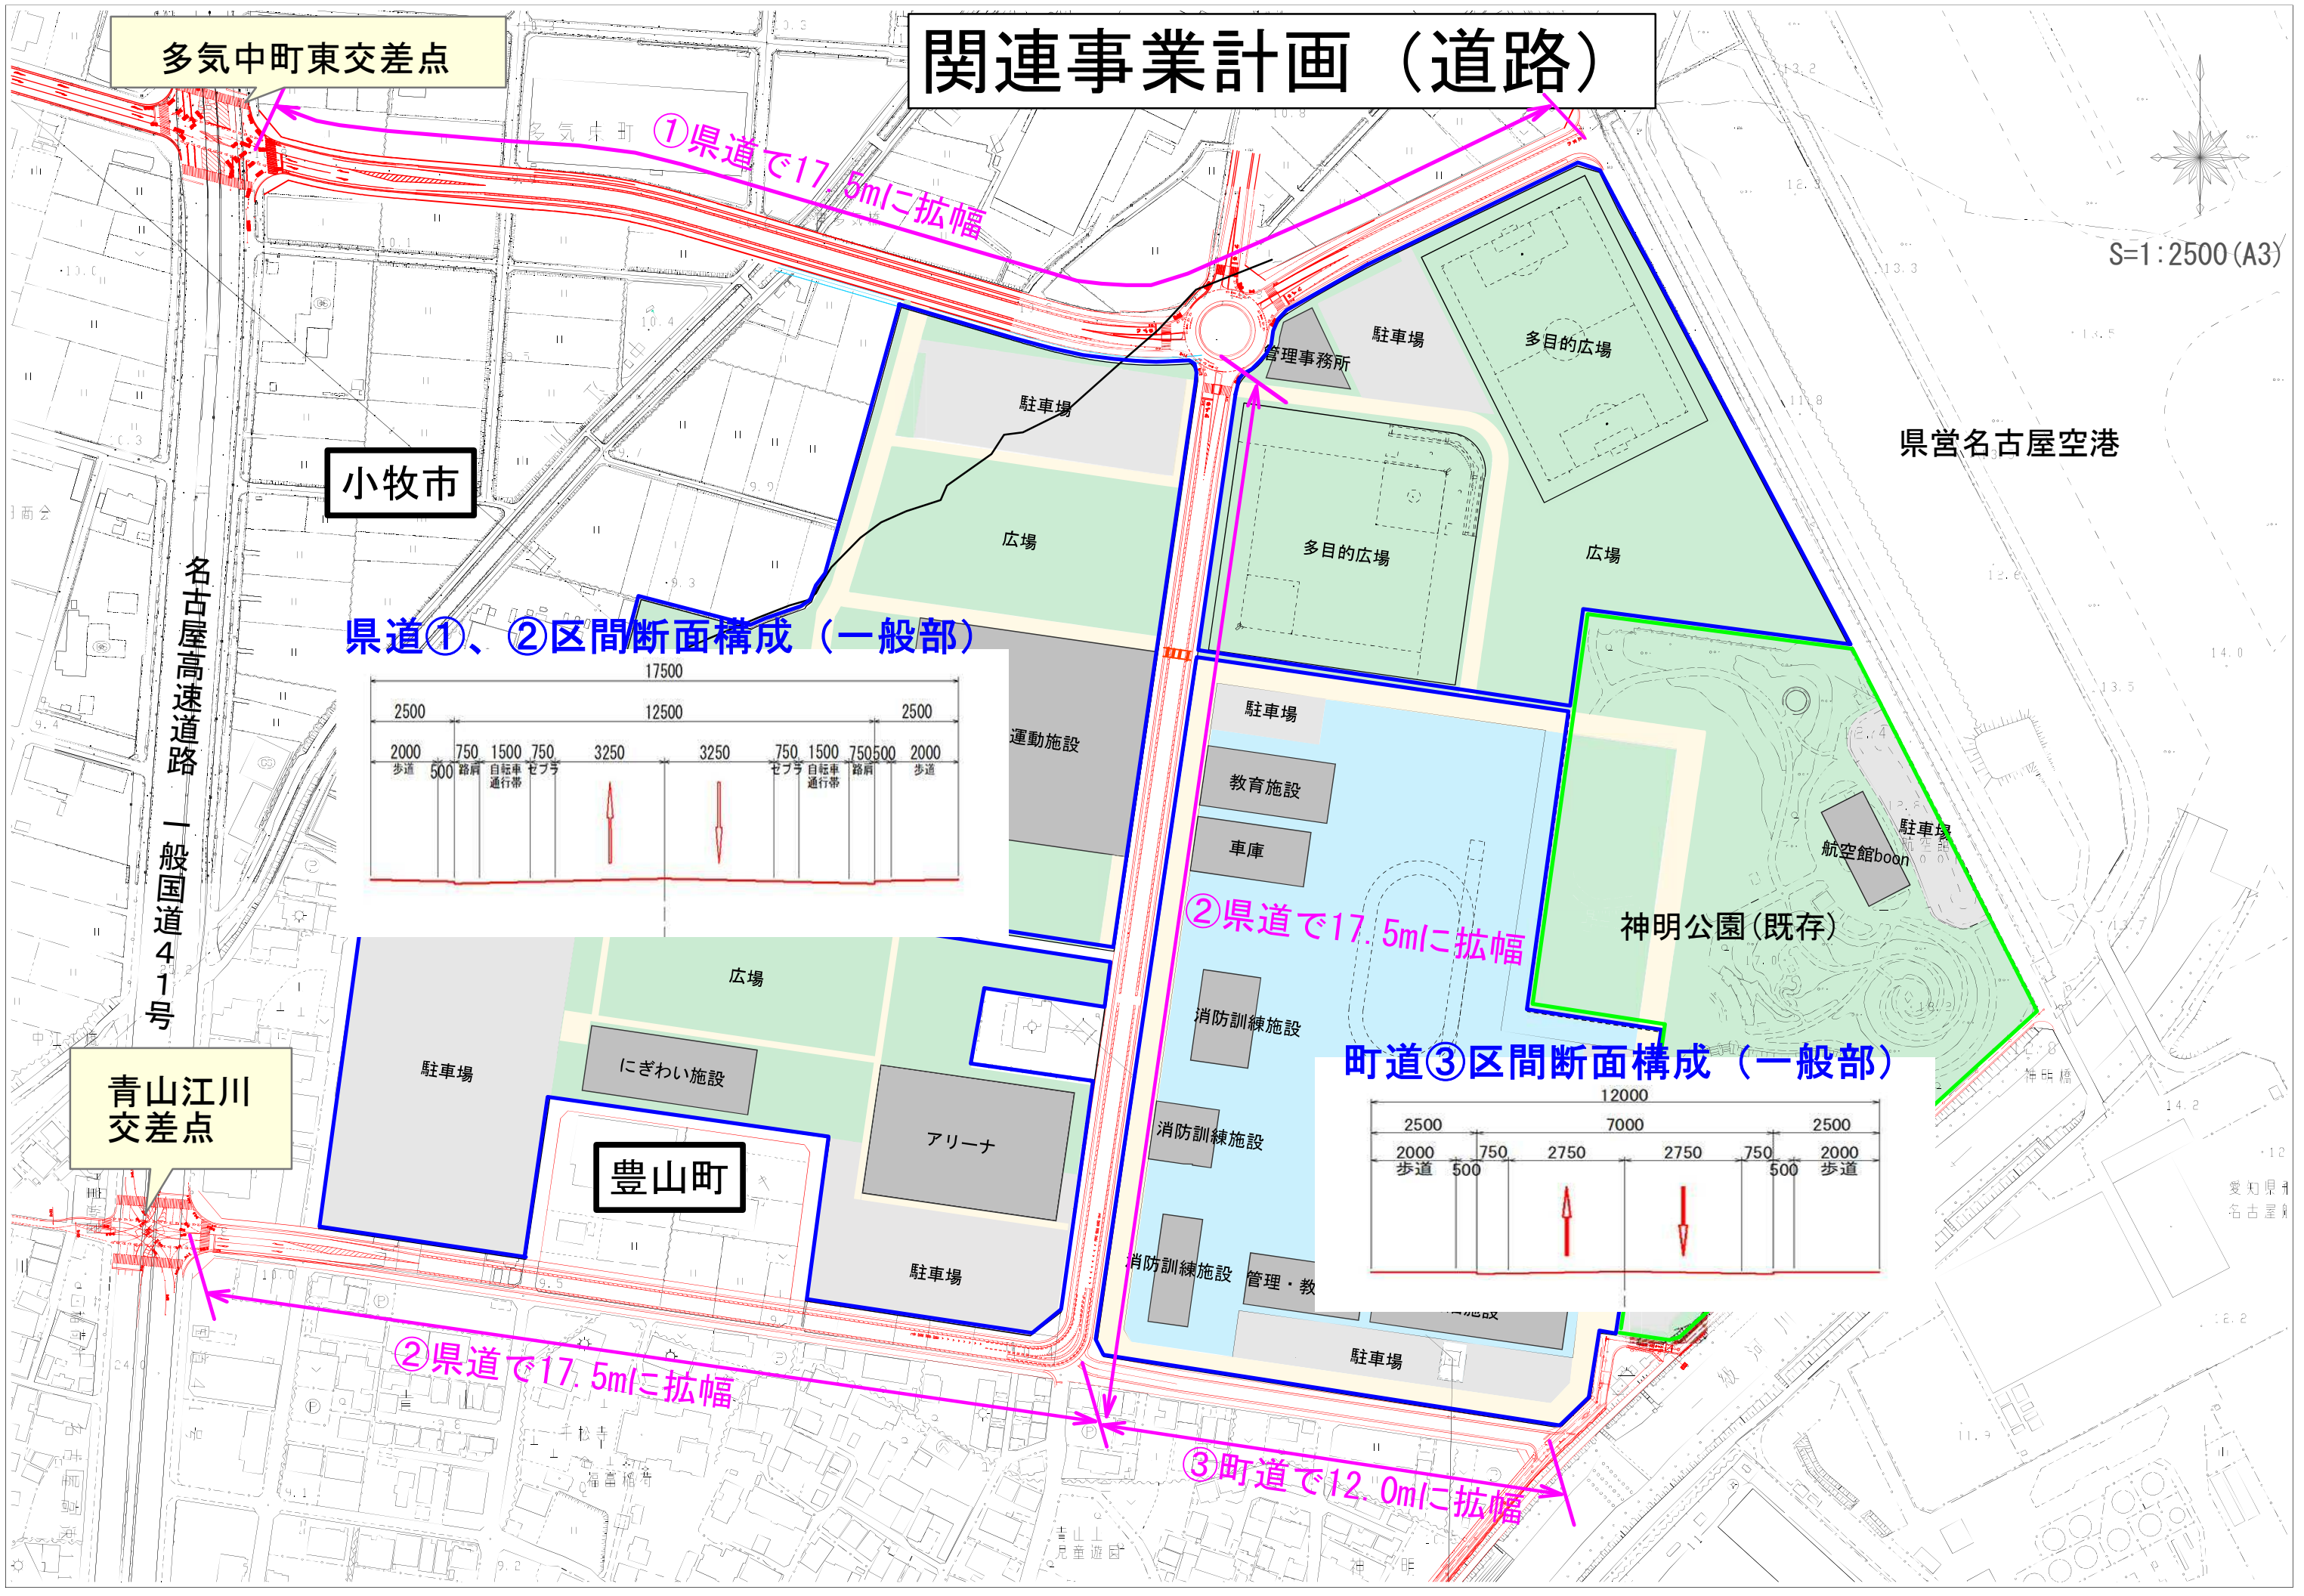 関連事業計画（道路）
多気中町東交差点
①県道で17.5mに拡幅
S=1:2500(A3)
県営名古屋空港
小牧市
名古屋高速道路　一般国道41号
駐車場
広場
管理事務所
駐車場
多目的広場
多目的広場
広場
県道①、②区間断面構成（一般部）
17500
2500
12500
2500
2000
歩道
500
750
路肩
1500
自転車
通行帯
750
ゼブラ
3250
3250
750
ゼブラ
1500
自転車
通行帯
750
路肩
500
2000
歩道
運動施設
駐車場
教育施設
車庫
②県道で17.5mに拡幅
駐車場
航空館boon
神明公園(既存)
広場
駐車場
にぎわい施設
アリーナ
駐車場
豊山町
青山江川
交差点
消防訓練施設
消防訓練施設
消防訓練施設
管理・教
駐車場
町道③区間断面構成（一般部）
12000
2500
7000
2500
2000
歩道
500
750
2750
2750
750
500
2000
歩道
②県道で17.5mに拡幅
③町道で12.0mに拡幅